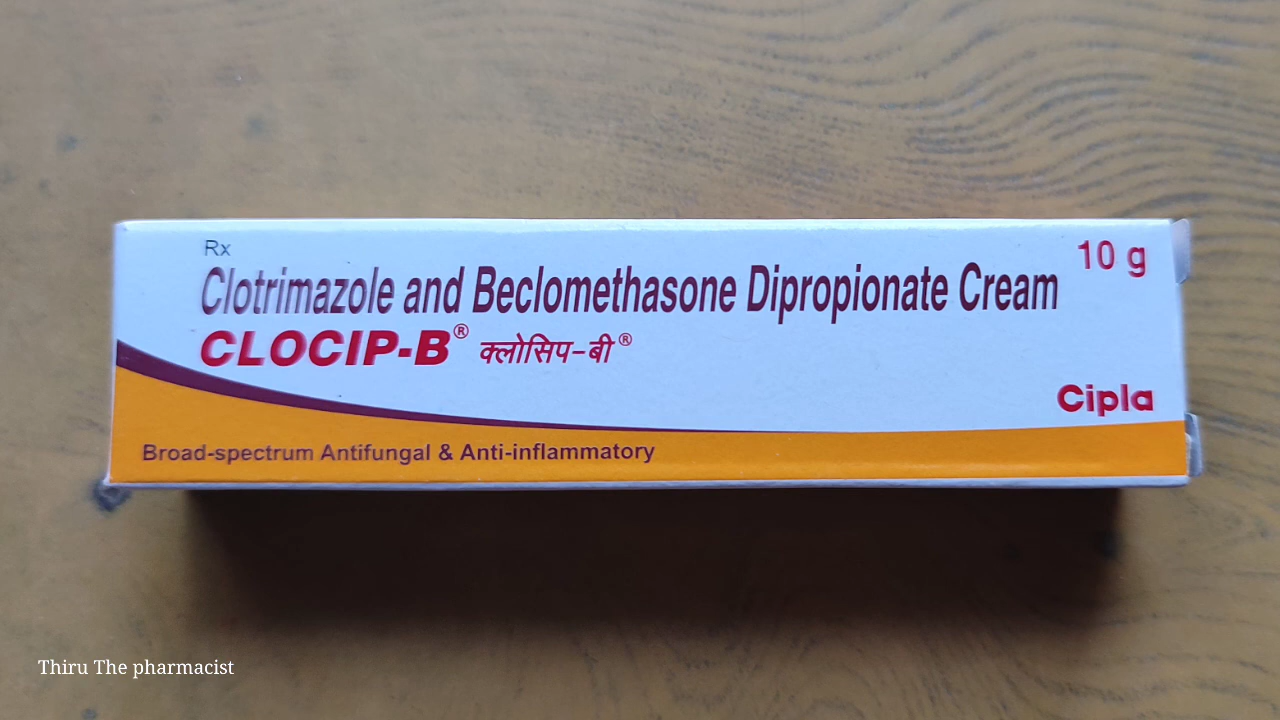 Rx
Clotrimazole and Beclomethasone Dipropionate Cream
10 g
CLOCIP-B® क्लोसिप-बी®
Cipla
Broad-spectrum Antifungal & Anti-inflammatory
Thiru The pharmacist